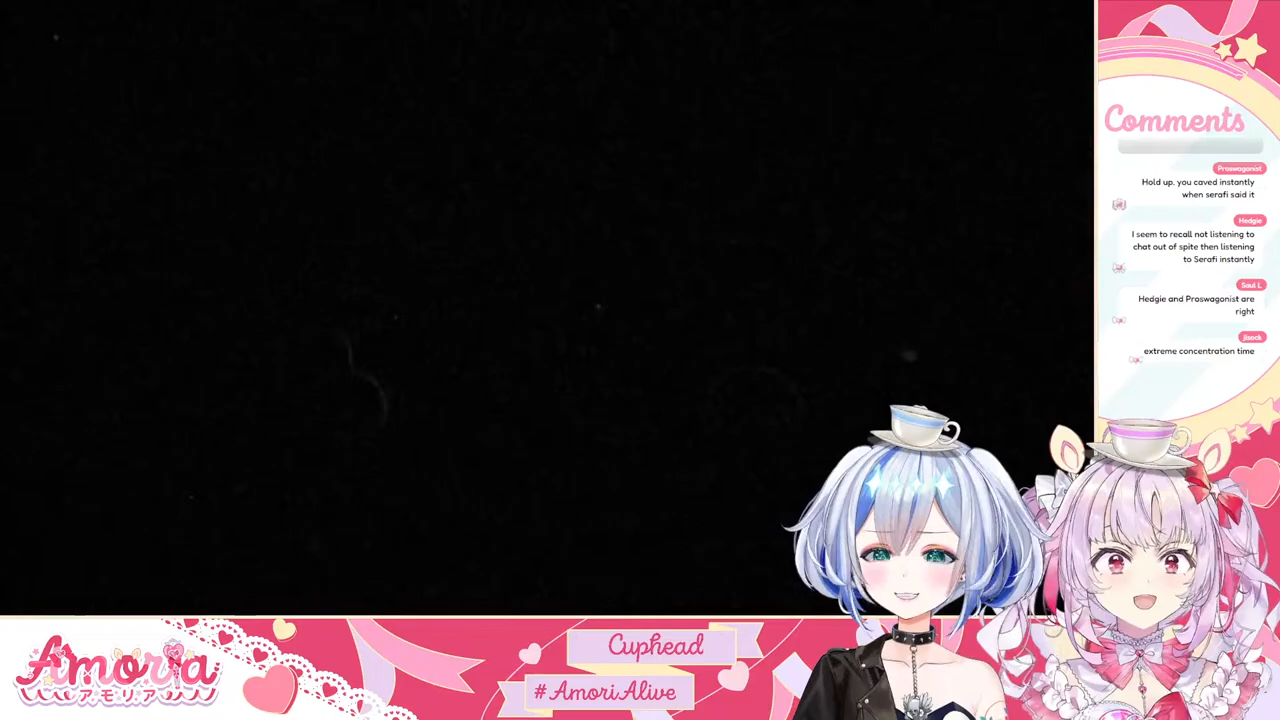 Comments
Proswagonist
Hold up, you caved instantly
when serafi said it
Hedgie
I seem to recall not listening to
chat out of spite then listening
to Serafi instantly
Saul L
Hedgie and Proswagonist are
right
jisock
extreme concentration time
Amoria
アモリア
Cuphead
#AmoriAlive